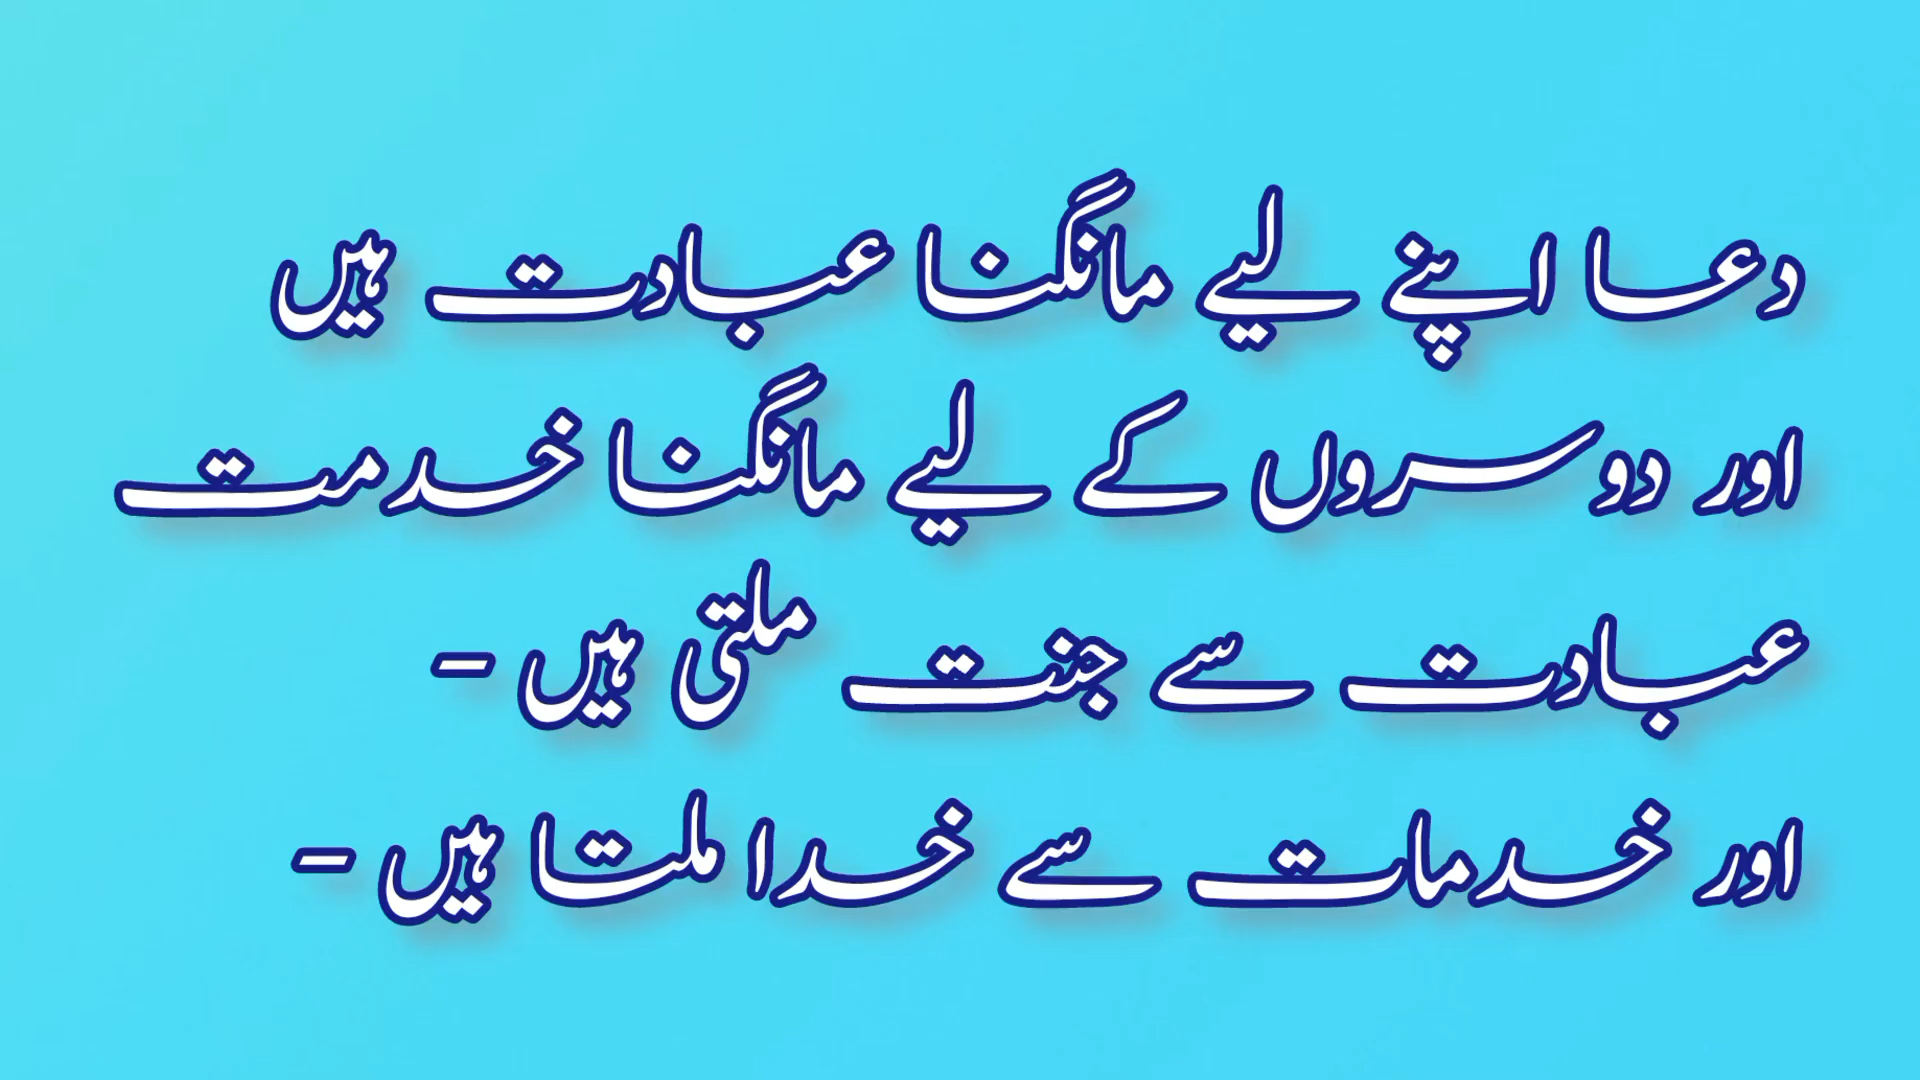 دعا اپنے لیے مانگنا عبادت ہیں
اور دوسروں کے لیے مانگنا خدمت
عبادت سے جنت ملتی ہیں -
اور خدمات سے خدا ملتا ہیں -